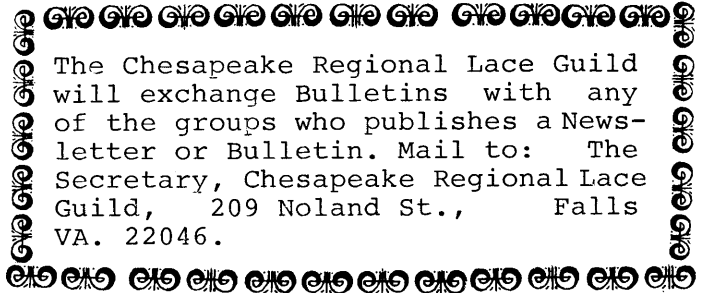 The Chesapeake Regional Lace Guild
will exchange Bulletins with any
of the groups who publishes a News-
letter or Bulletin. Mail to: The
Secretary, Chesapeake Regional Lace
Guild, 209 Noland St., Falls
VA. 22046.